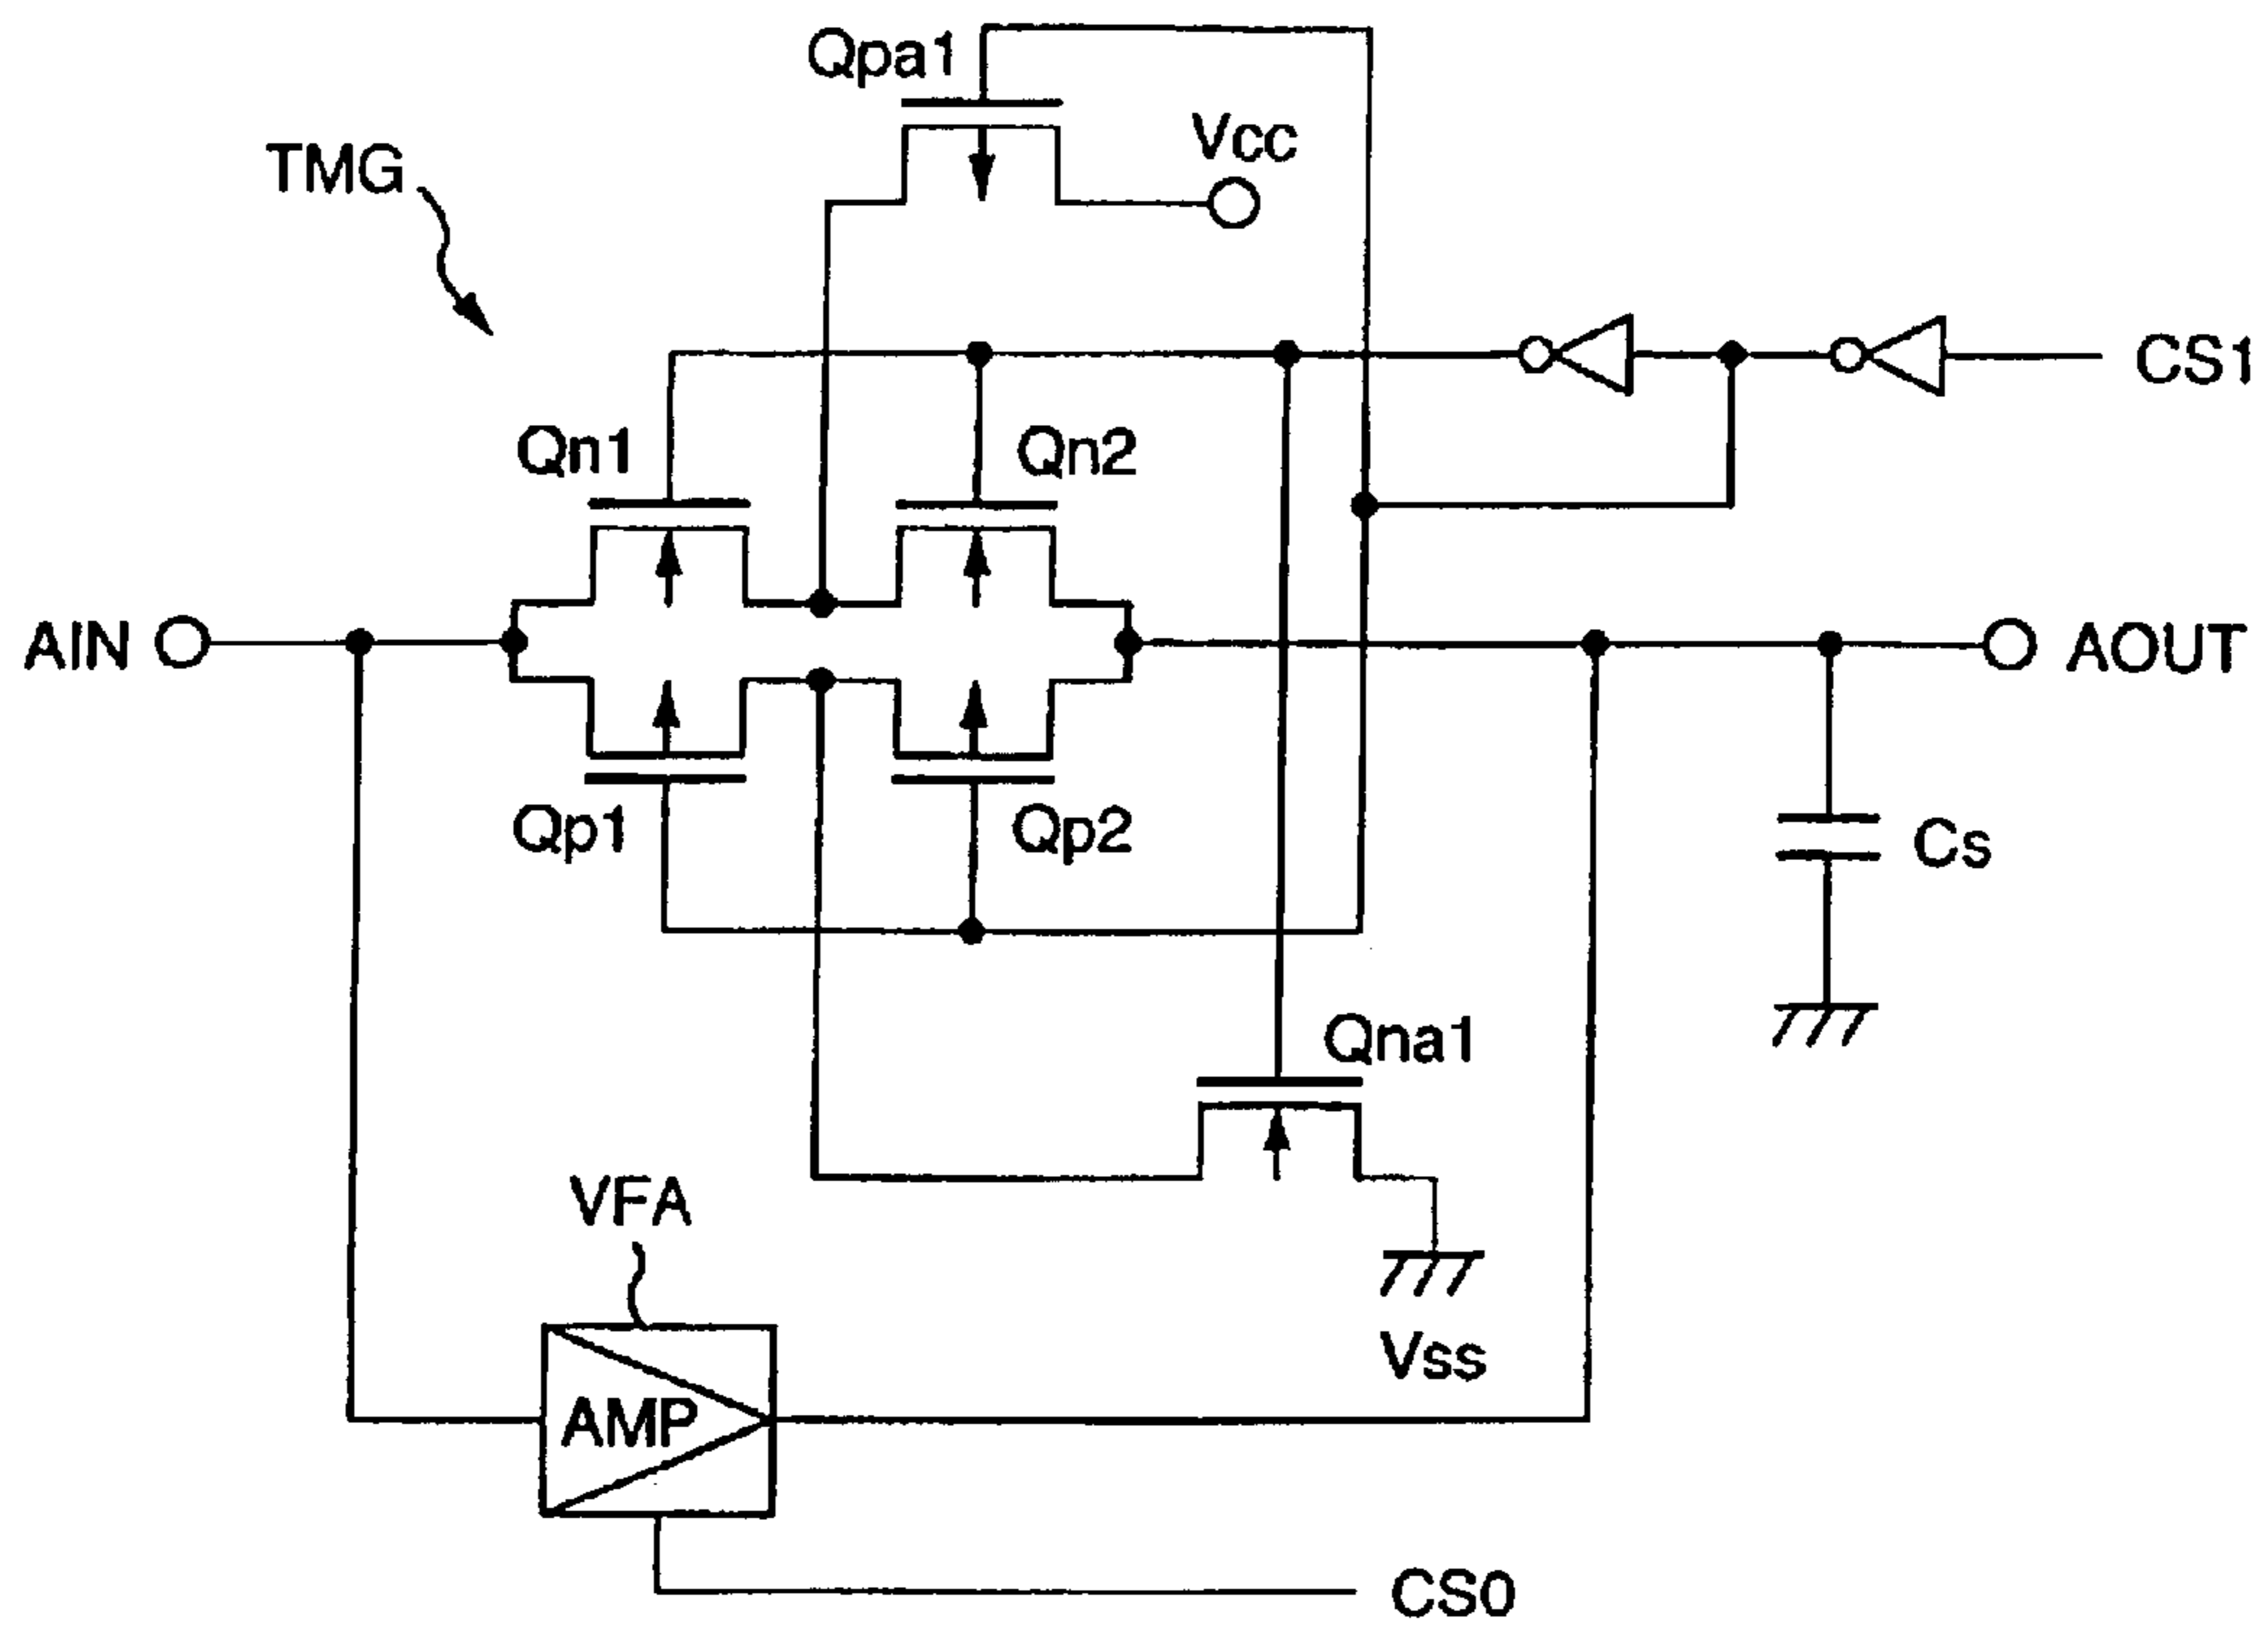 Qpa1
Vcc
TMG
CS1
Qn1
Qn2
AIN
AOUT
Qp1
Qp2
Cs
Qna1
VFA
Vss
AMP
CS0